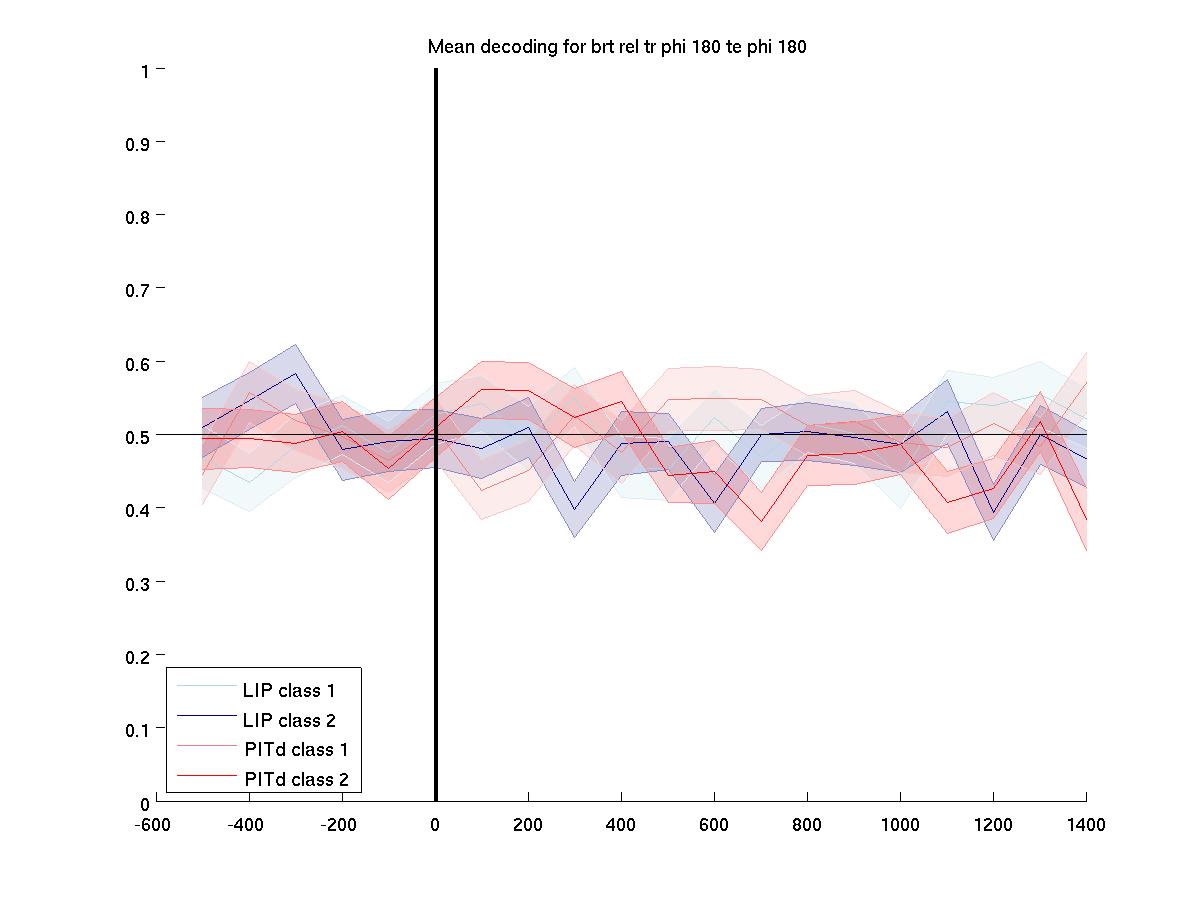 Mean decoding for brt rel tr phi 180 te phi 180
1
0.9
0.8
0.7
0.6
0.5
0.4
0.3
0.2
0.1
0
LIP class 1
LIP class 2
PITd class 1
PITd class 2
-600 -400 -200 0 200 400 600 800 1000 1200 1400